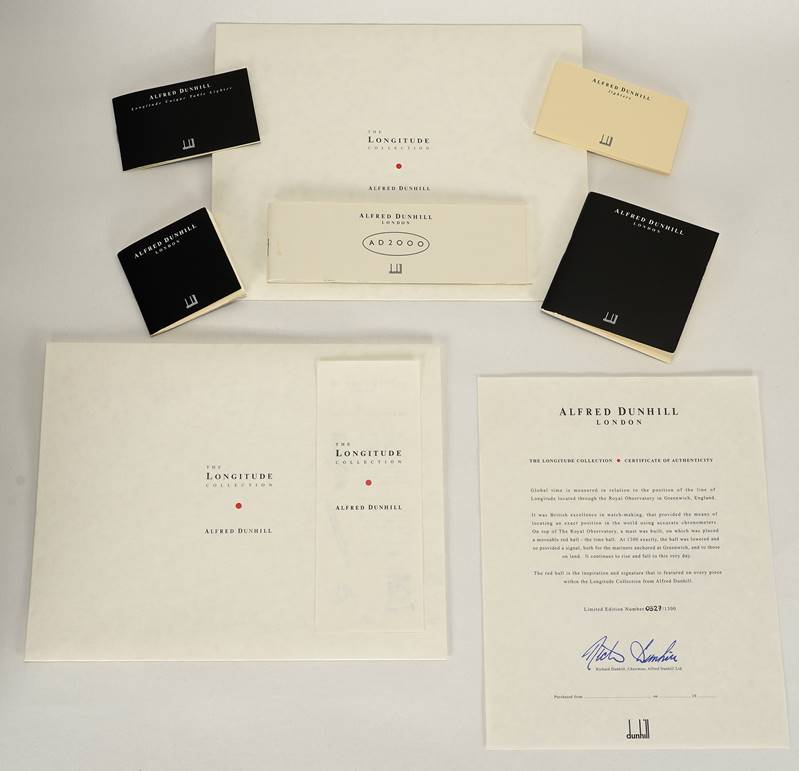 ALFRED DUNHILL
Longitude Unique Table Lighter
THE
LONGITUDE
COLLECTION
ALFRED DUNHILL
ALFRED DUNHILL
lighters
ALFRED DUNHILL
LONDON
ALFRED DUNHILL
LONDON
AD2000
ALFRED DUNHILL
LONDON
THE
LONGITUDE
COLLECTION
ALFRED DUNHILL
THE
LONGITUDE
COLLECTION
ALFRED DUNHILL
ALFRED DUNHILL
LONDON
THE LONGITUDE COLLECTION • CERTIFICATE OF AUTHENTICITY
Global time is measured in relation to the position of the line of
Longitude located through the Royal Observatory in Greenwich, England.
It was British excellence in watch-making, that provided the means of
locating an exact position in the world using accurate chronometers.
On top of The Royal Observatory, a mast was built, on which was placed
a moveable red ball - the time ball. At 1300 exactly, the ball was lowered and
so provided a signal, both for the mariners anchored at Greenwich, and to those
on land. It continues to rise and fall to this very day.
The red ball is the inspiration and signature that is featured on every piece
within the Longitude Collection from Alfred Dunhill.
Limited Edition Number 0327/1300
Richard Dunhill, Chairman, Alfred Dunhill Ltd
Purchased from ........ on ........ 19 ........
dunhill